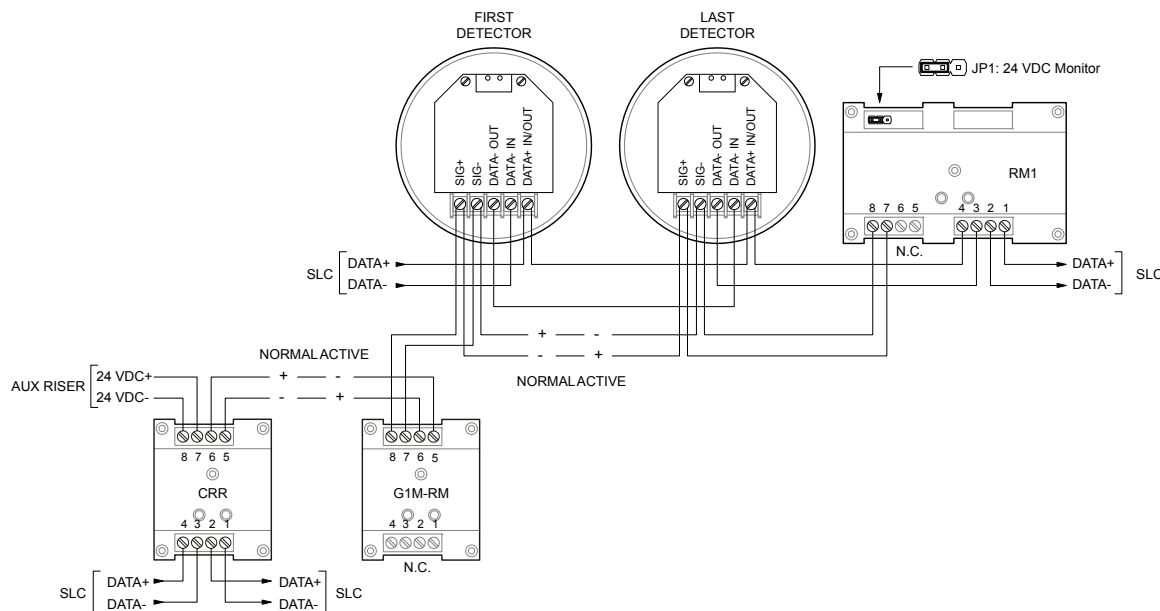 FIRST
DETECTOR
LAST
DETECTOR
JP1: 24 VDC Monitor
SIG+
SIG-
DATA- OUT
DATA- IN
DATA+ IN/OUT
SIG+
SIG-
DATA- OUT
DATA- IN
DATA+ IN/OUT
RM1
8 7 6 5
4 3 2 1
N.C.
SLC
DATA+
DATA-
DATA+
DATA-
SLC
+ -
- +
NORMAL ACTIVE
NORMAL ACTIVE
AUX RISER
24 VDC+
24 VDC-
+ -
- +
8 7 6 5
CRR
4 3 2 1
8 7 6 5
G1M-RM
4 3 2 1
N.C.
SLC
DATA+
DATA-
DATA+
DATA-
SLC